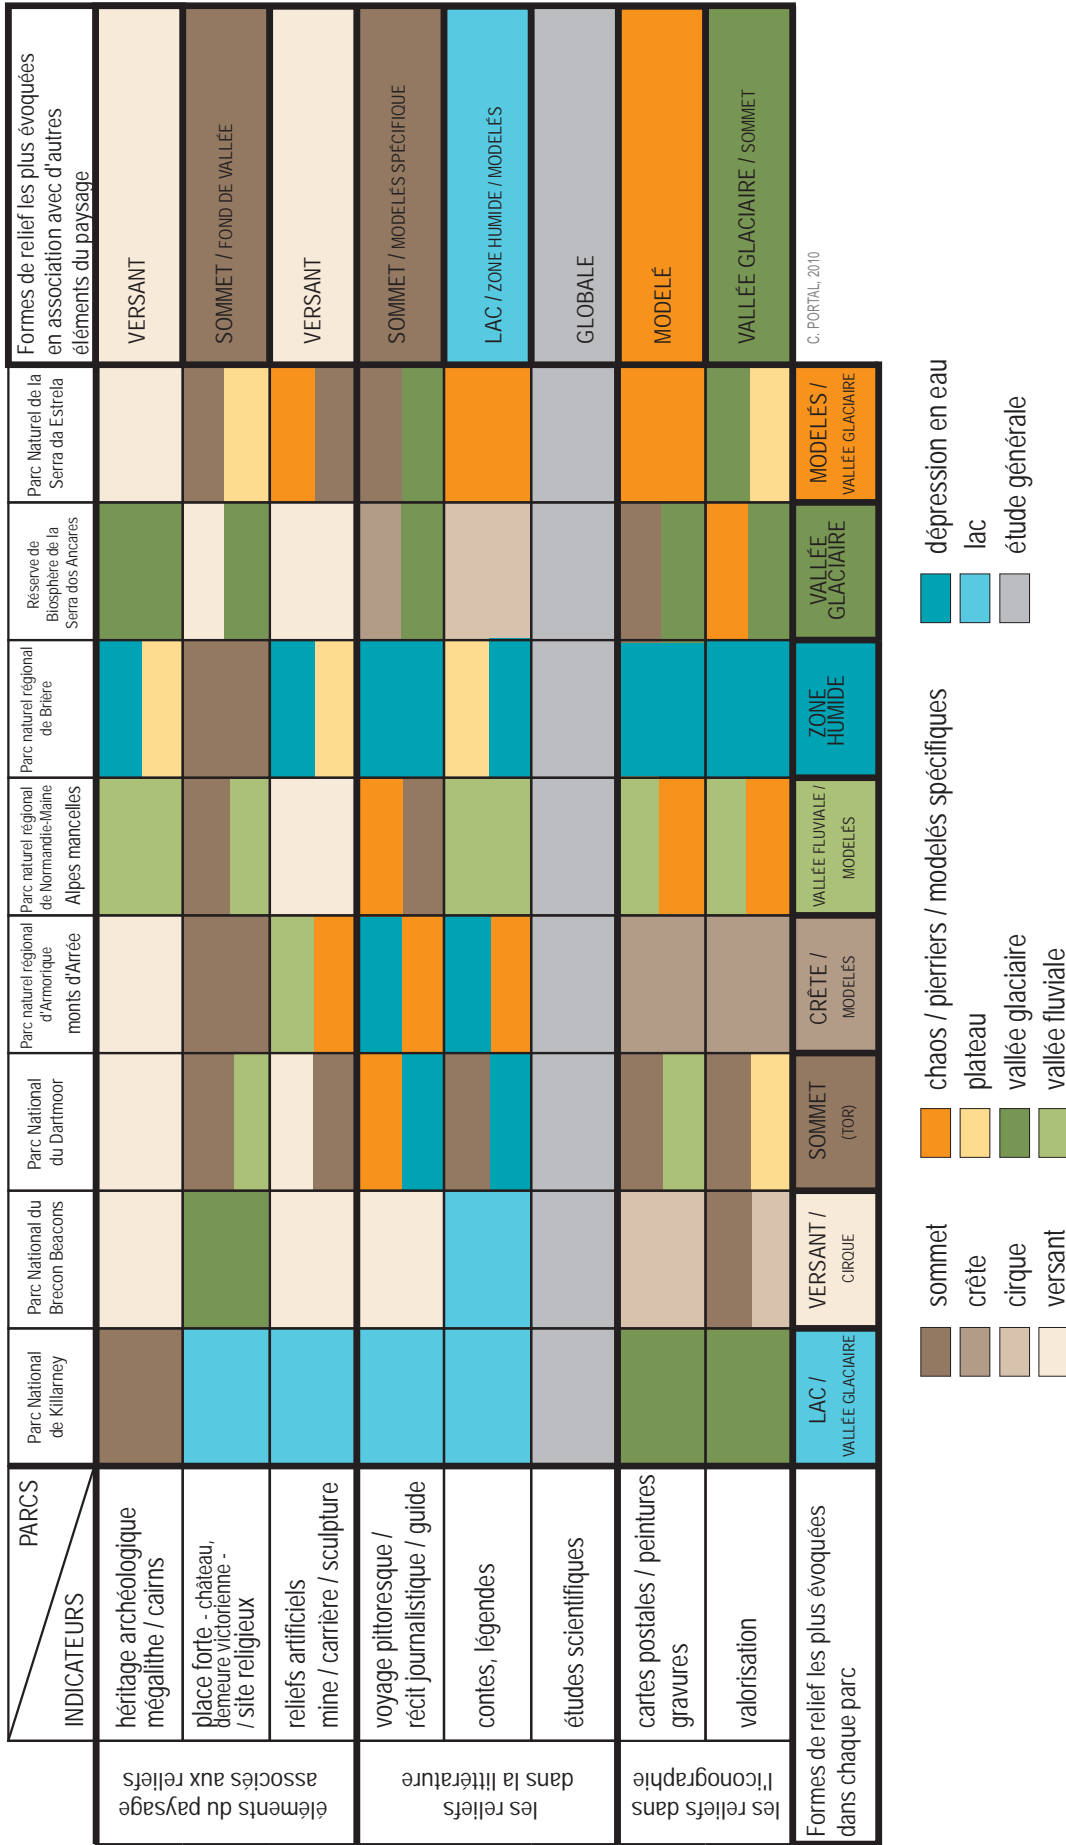 PARCS
INDICATEURS
Parc National
de Killarney
Parc National du
Brecon Beacons
Parc National
du Dartmoor
Parc naturel régional
d'Armorique
monts d'Arrée
Parc naturel régional
de Normandie-Maine
Alpes mancelles
Parc naturel régional
de Brière
Réserve de
Biosphère de la
Serra dos Ancares
Parc Naturel de la
Serra da Estrela
Formes de relief les plus évoquées
en association avec d'autres
éléments du paysage
éléments du paysage
associés aux reliefs
héritage archéologique
mégalithe / cairns
VERSANT
place forte - château,
demeure victorienne -
/ site religieux
SOMMET / FOND DE VALLÉE
reliefs artificiels
mine / carrière / sculpture
VERSANT
les reliefs
dans la littérature
voyage pittoresque /
récit journalistique / guide
SOMMET / MODELÉS SPÉCIFIQUE
contes, légendes
LAC / ZONE HUMIDE / MODELÉS
études scientifiques
GLOBALE
les reliefs dans
l'iconographie
cartes postales / peintures
gravures
MODELÉ
valorisation
VALLÉE GLACIAIRE / SOMMET
Formes de relief les plus évoquées
dans chaque parc
LAC /
VALLÉE GLACIAIRE
VERSANT /
CIRQUE
SOMMET
(TOR)
CRÊTE /
MODELÉS
VALLÉE FLUVIALE /
MODELÉS
ZONE
HUMIDE
VALLÉE
GLACIAIRE
MODELÉS /
VALLÉE GLACIAIRE
C. PORTAL, 2010
sommet
crête
cirque
versant
chaos / pierriers / modelés spécifiques
plateau
vallée glaciaire
vallée fluviale
dépression en eau
lac
étude générale